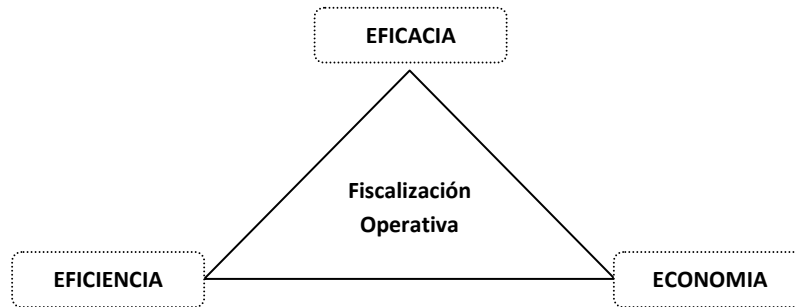 EFICACIA
Fiscalización
Operativa
EFICIENCIA
ECONOMIA